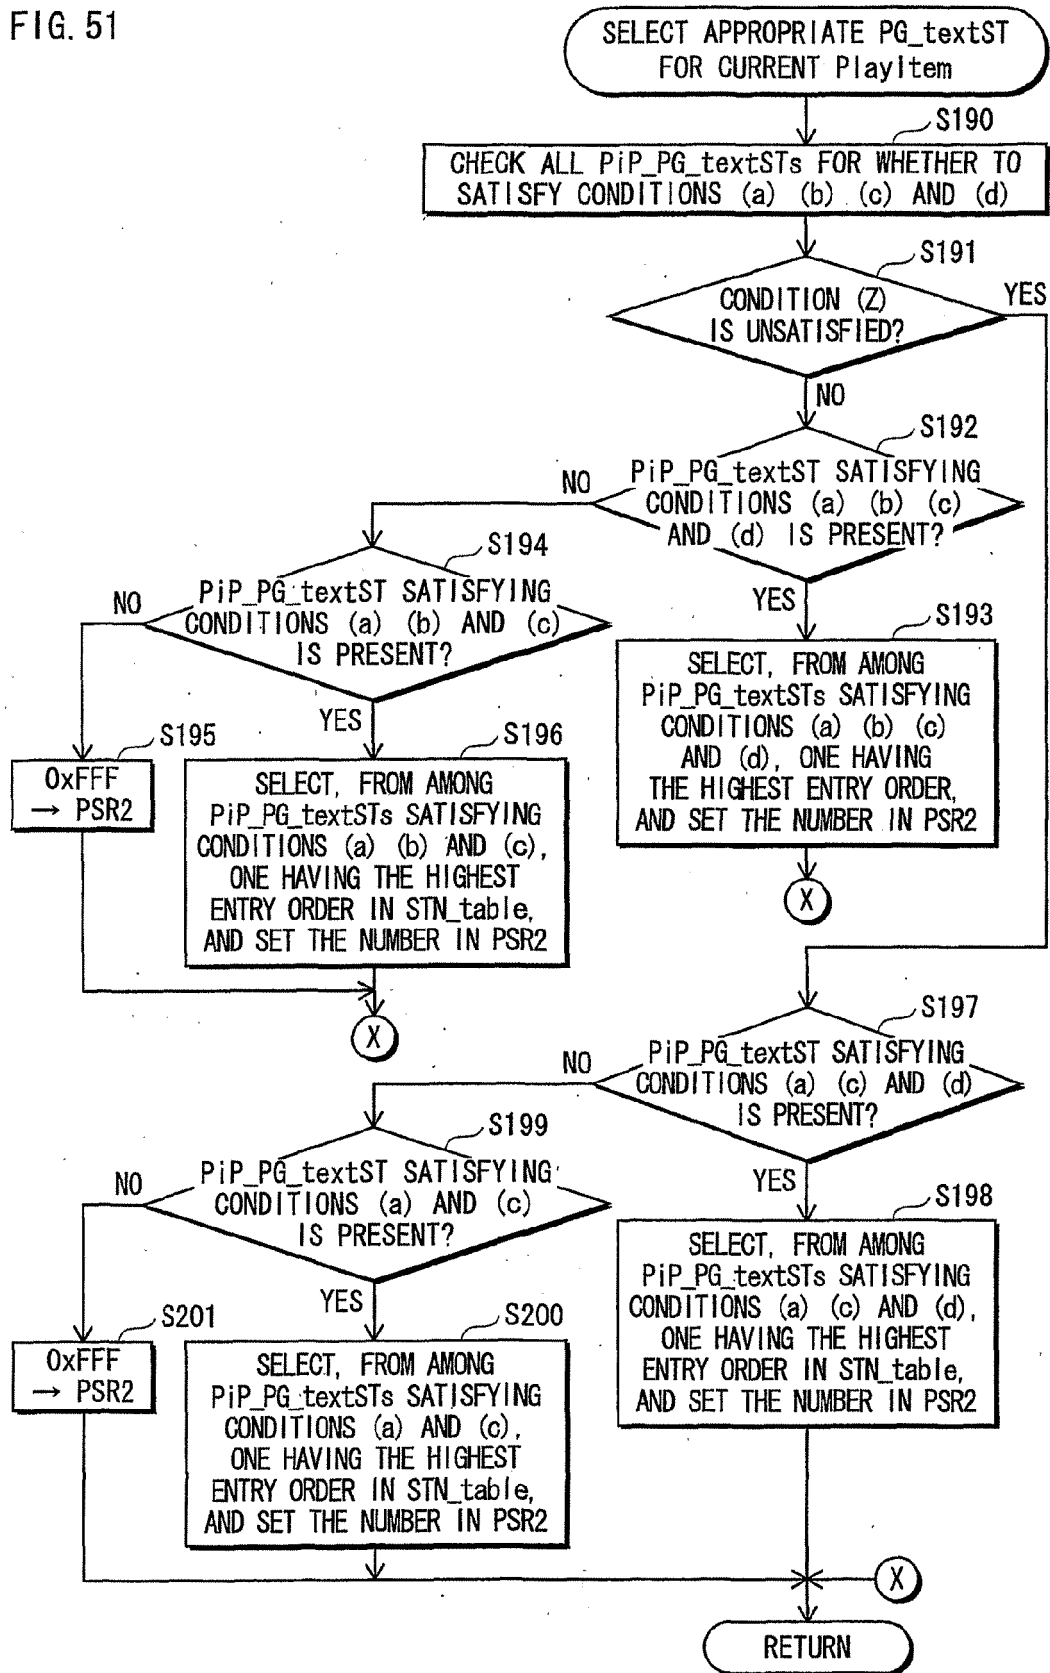 FIG. 51
SELECT APPROPRIATE PG_textST
FOR CURRENT PlayItem
S190
CHECK ALL PiP_PG_textSTs FOR WHETHER TO
SATISFY CONDITIONS (a) (b) (c) AND (d)
S191
CONDITION (Z)
IS UNSATISFIED?
YES
NO
S192
PiP_PG_textST SATISFYING
CONDITIONS (a) (b) (c)
AND (d) IS PRESENT?
NO
YES
S194
PiP_PG_textST SATISFYING
CONDITIONS (a) (b) AND (c)
IS PRESENT?
NO
YES
S193
SELECT, FROM AMONG
PiP_PG_textSTs SATISFYING
CONDITIONS (a) (b) (c)
AND (d), ONE HAVING
THE HIGHEST ENTRY ORDER,
AND SET THE NUMBER IN PSR2
X
S195
0xFFF
→ PSR2
S196
SELECT, FROM AMONG
PiP_PG_textSTs SATISFYING
CONDITIONS (a) (b) AND (c),
ONE HAVING THE HIGHEST
ENTRY ORDER IN STN_table,
AND SET THE NUMBER IN PSR2
X
S197
PiP_PG_textST SATISFYING
CONDITIONS (a) (c) AND (d)
IS PRESENT?
NO
YES
S199
PiP_PG_textST SATISFYING
CONDITIONS (a) AND (c)
IS PRESENT?
NO
YES
S198
SELECT, FROM AMONG
PiP_PG_textSTs SATISFYING
CONDITIONS (a) (c) AND (d),
ONE HAVING THE HIGHEST
ENTRY ORDER IN STN_table,
AND SET THE NUMBER IN PSR2
S201
0xFFF
→ PSR2
S200
SELECT, FROM AMONG
PiP_PG_textSTs SATISFYING
CONDITIONS (a) AND (c),
ONE HAVING THE HIGHEST
ENTRY ORDER IN STN_table,
AND SET THE NUMBER IN PSR2
X
RETURN